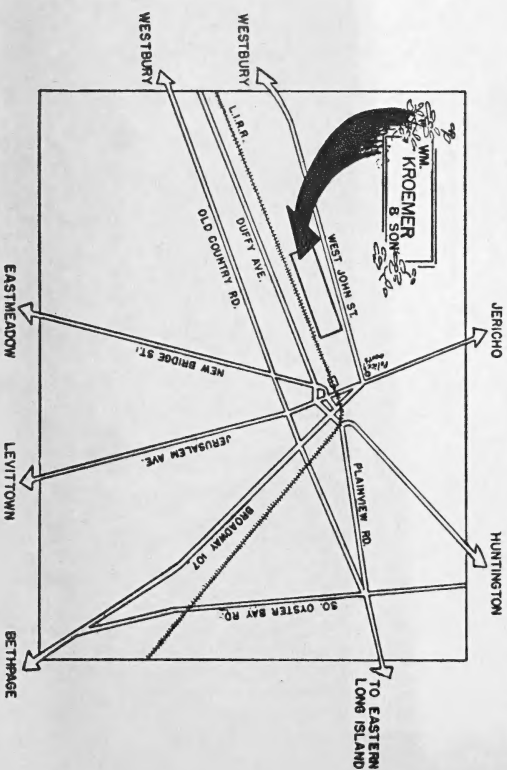 WESTBURY
WESTBURY
WM.
KROEMER
& SON
L.I.R.R.
DUFFY AVE.
OLD COUNTRY RD.
WEST JOHN ST.
JERICHO
EASTMEADOW
NEW BRIDGE ST.
LEVITTOWN
JERUSALEM AVE.
PLAINVIEW RD.
HUNTINGTON
BROADWAY 107
SO. OYSTER BAY RD.
BETHPAGE
TO EASTERN
LONG ISLAND